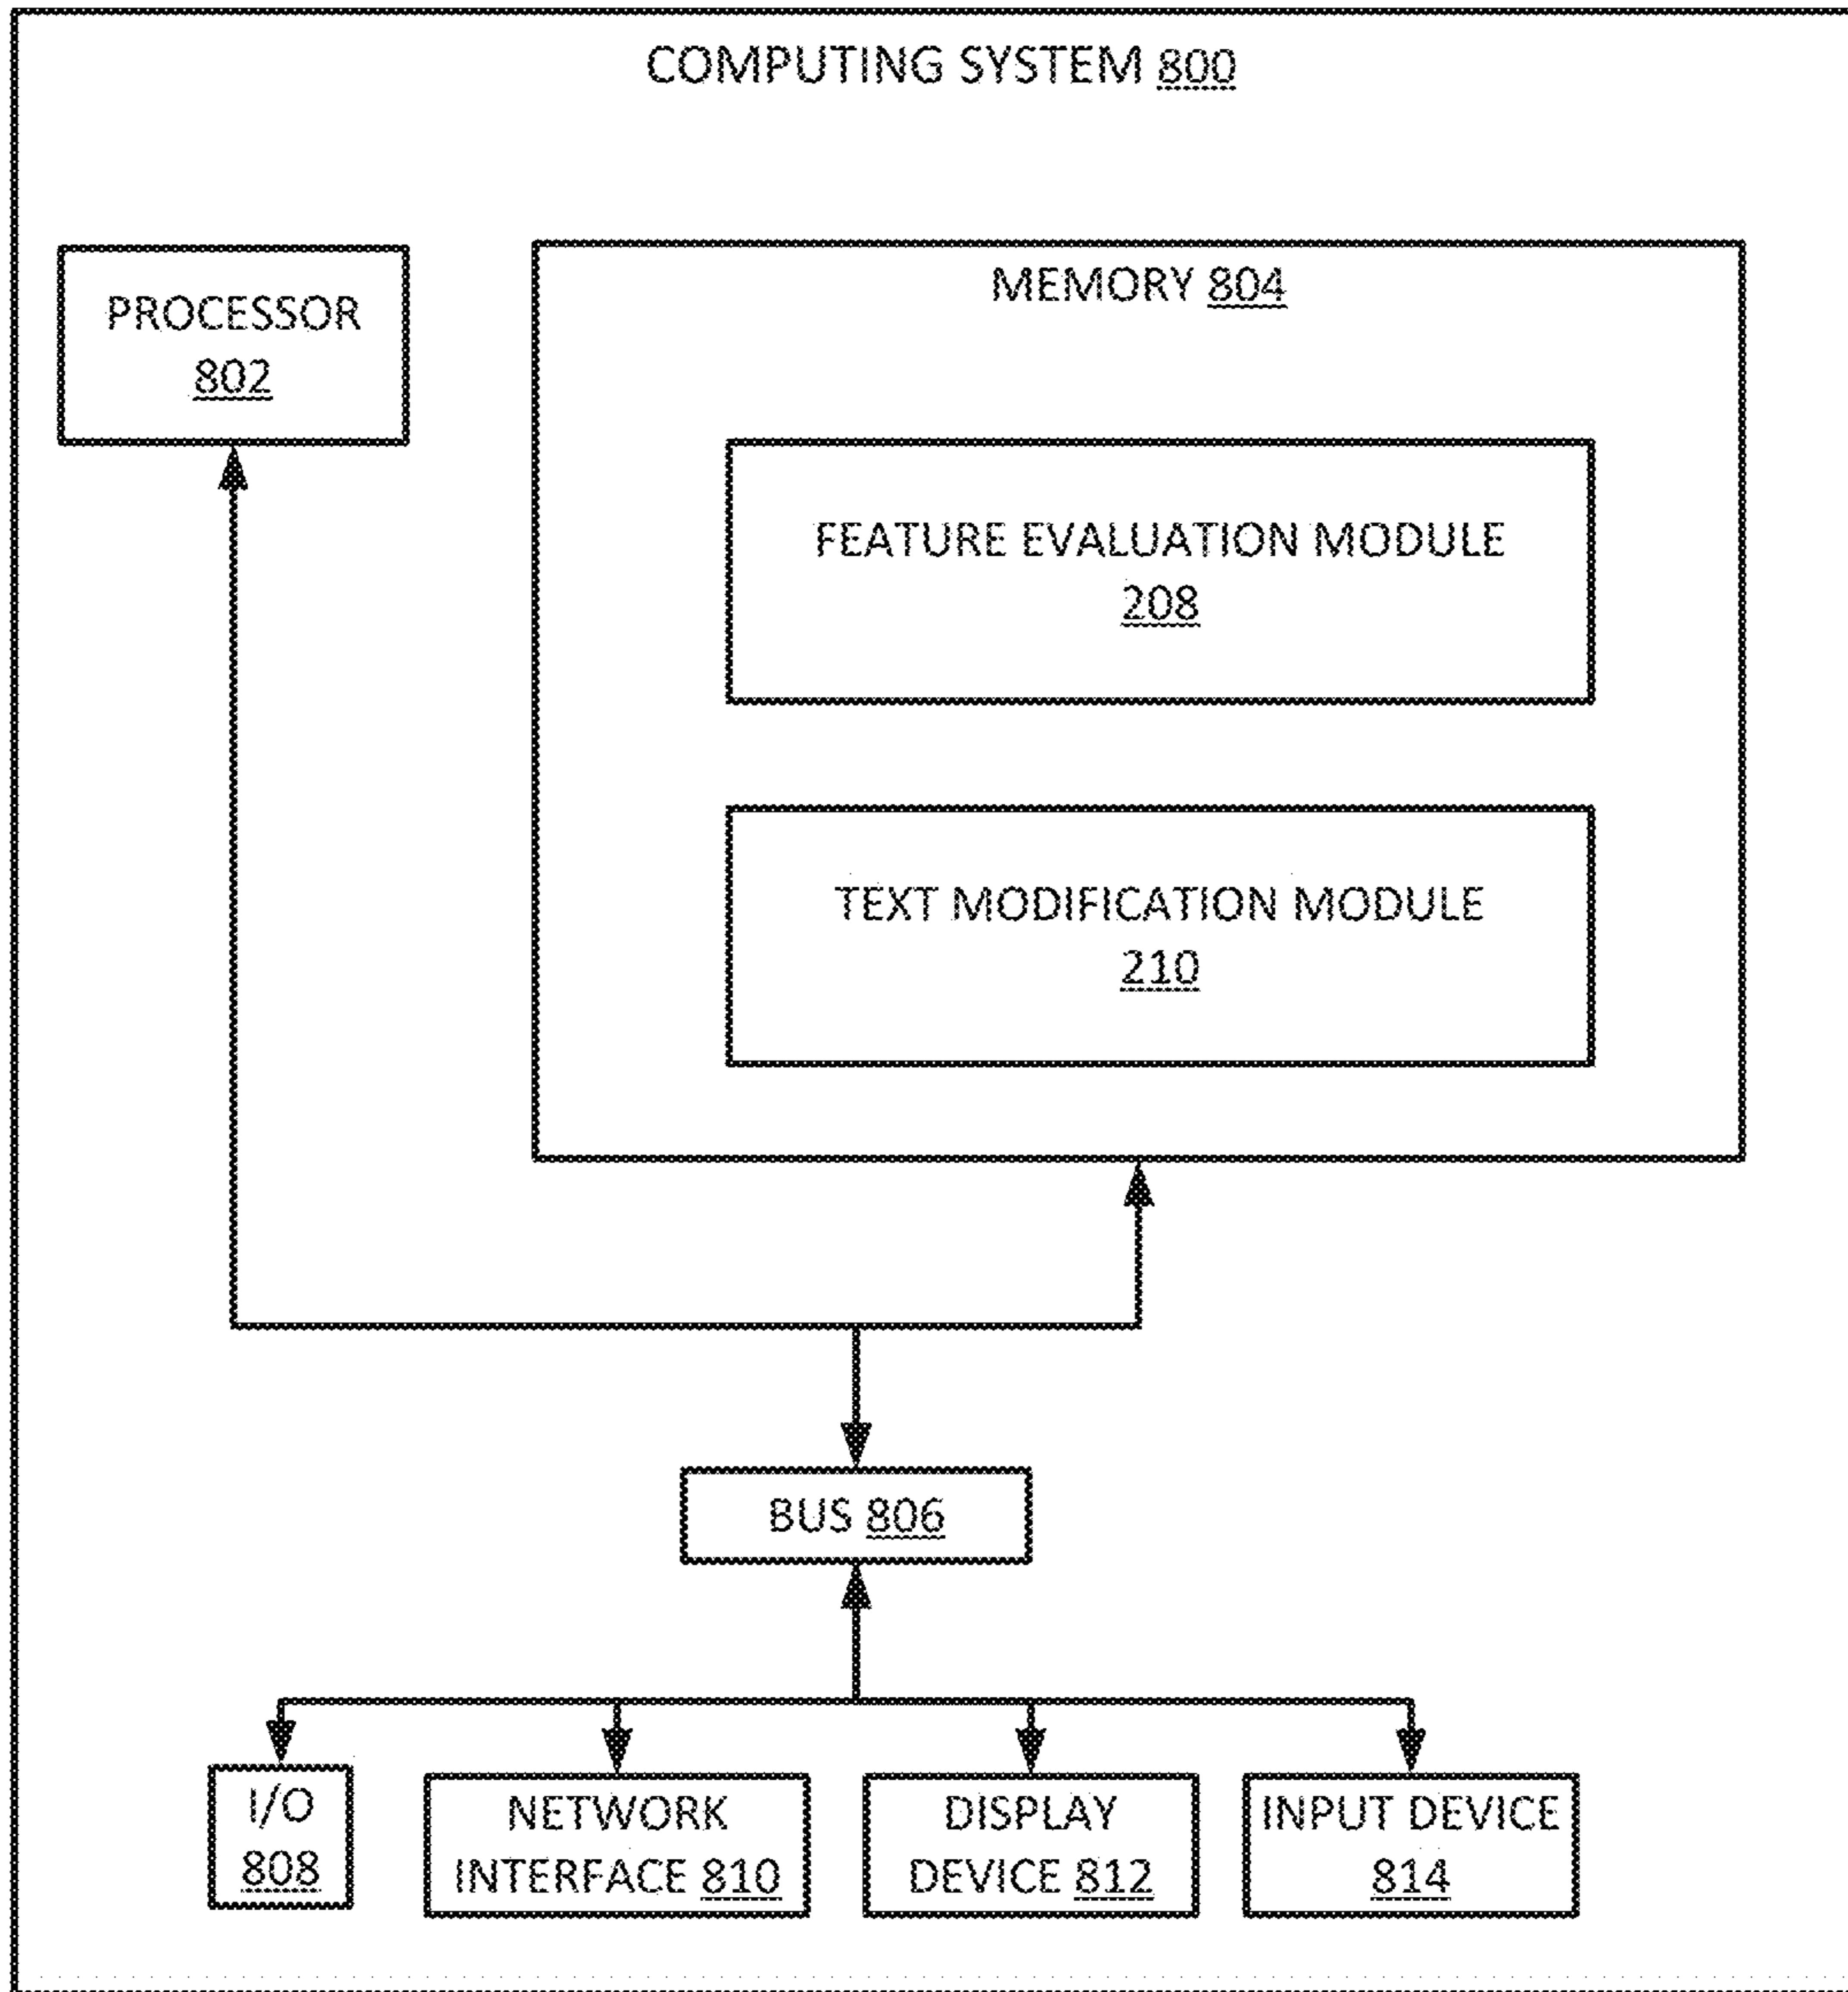 COMPUTING SYSTEM 800
PROCESSOR
802
MEMORY 804
FEATURE EVALUATION MODULE
208
TEXT MODIFICATION MODULE
210
BUS 806
I/O
808
NETWORK
INTERFACE 810
DISPLAY
DEVICE 812
INPUT DEVICE
814